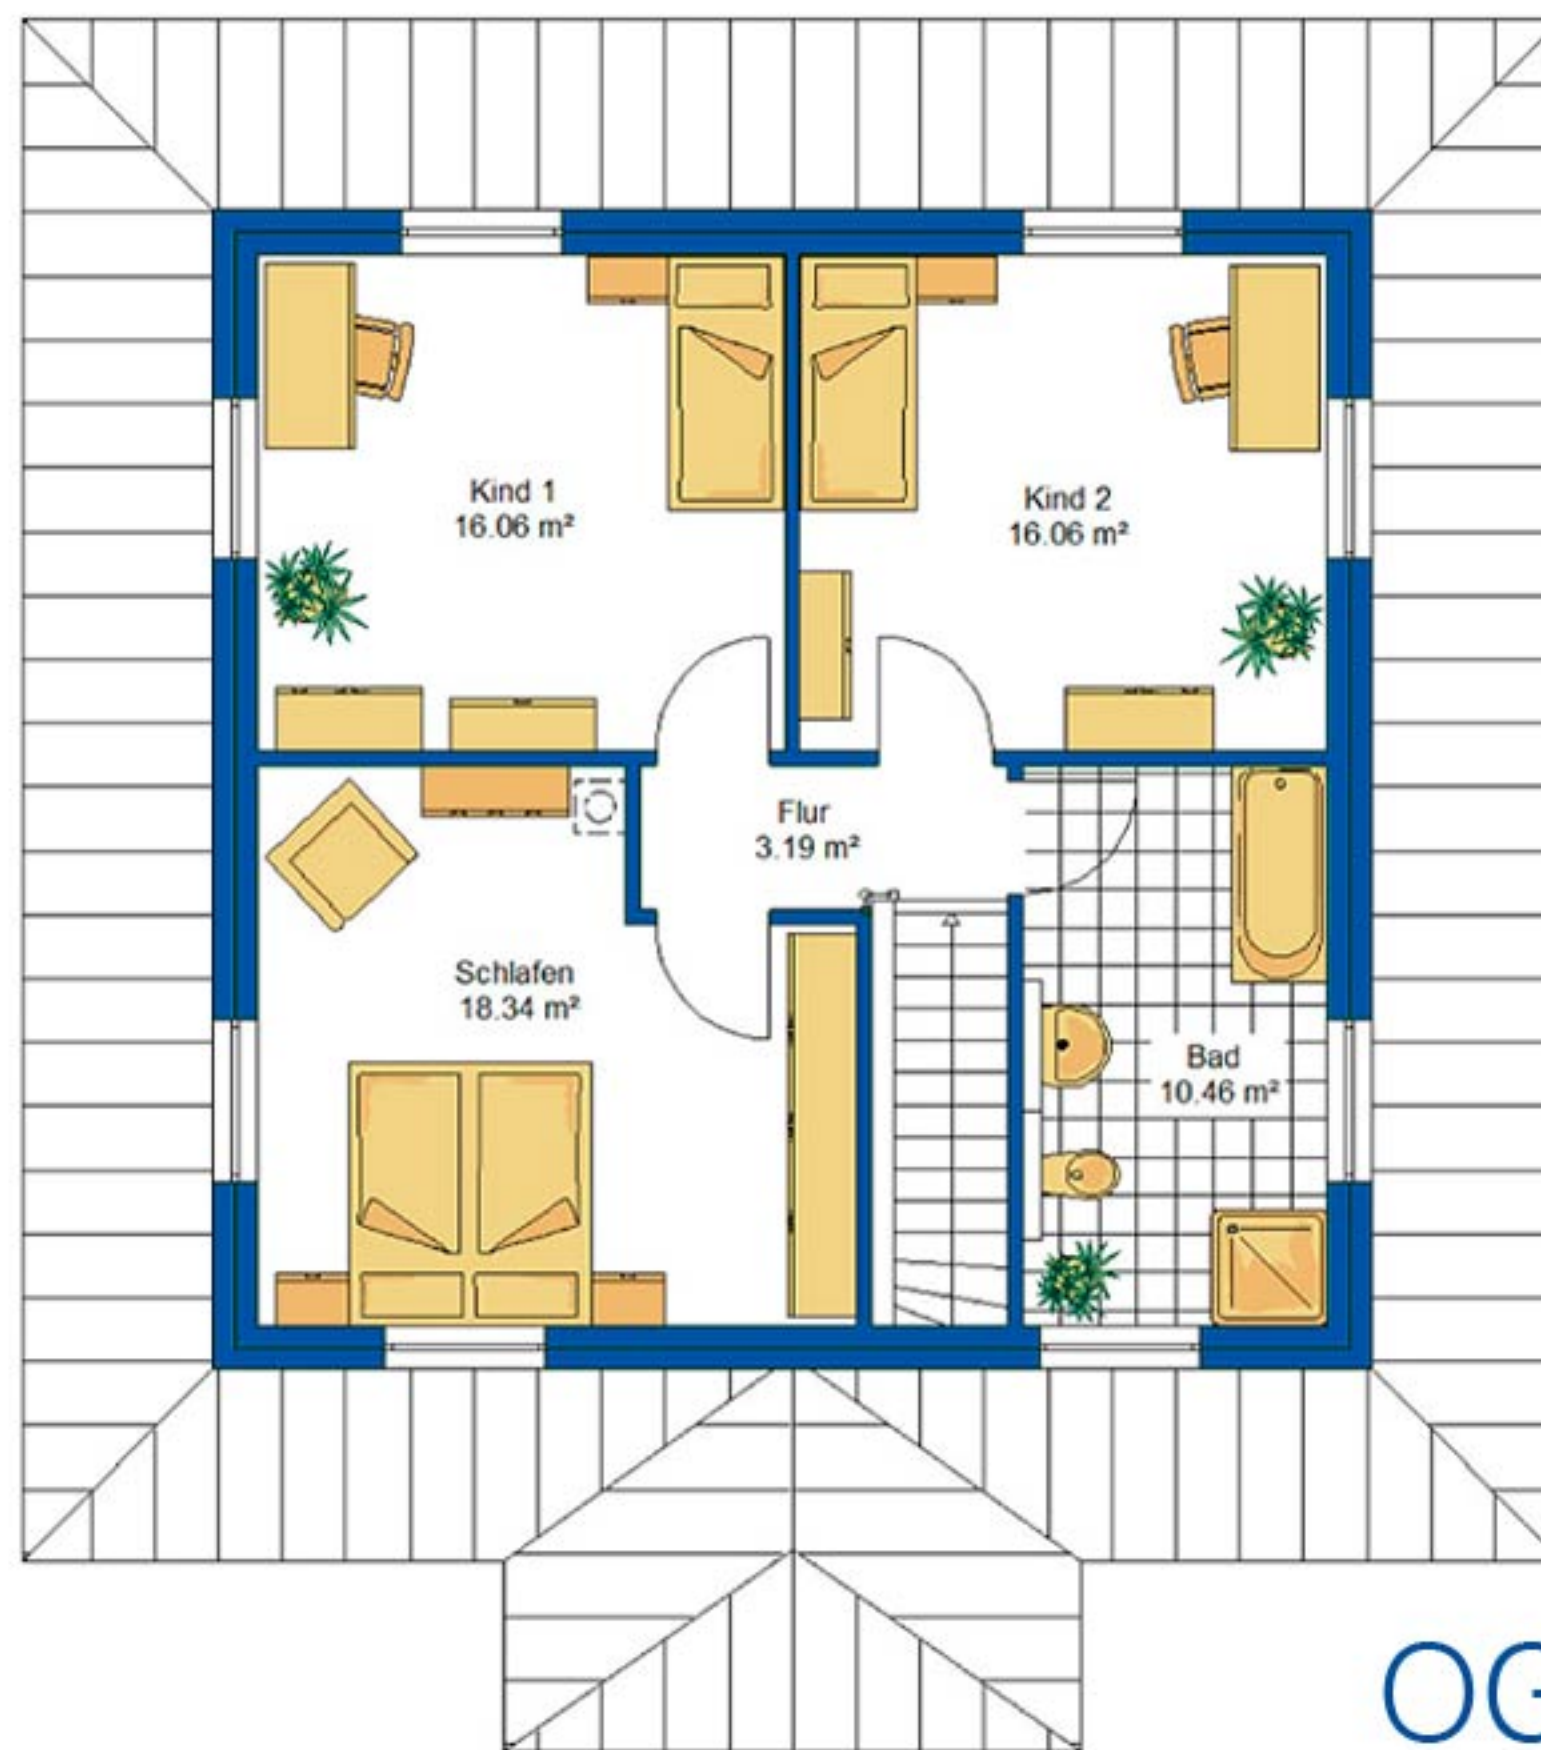 Kind 1
16.06 m²
Kind 2
16.06 m²
Flur
3.19 m²
Schlafen
18.34 m²
Bad
10.46 m²
OG